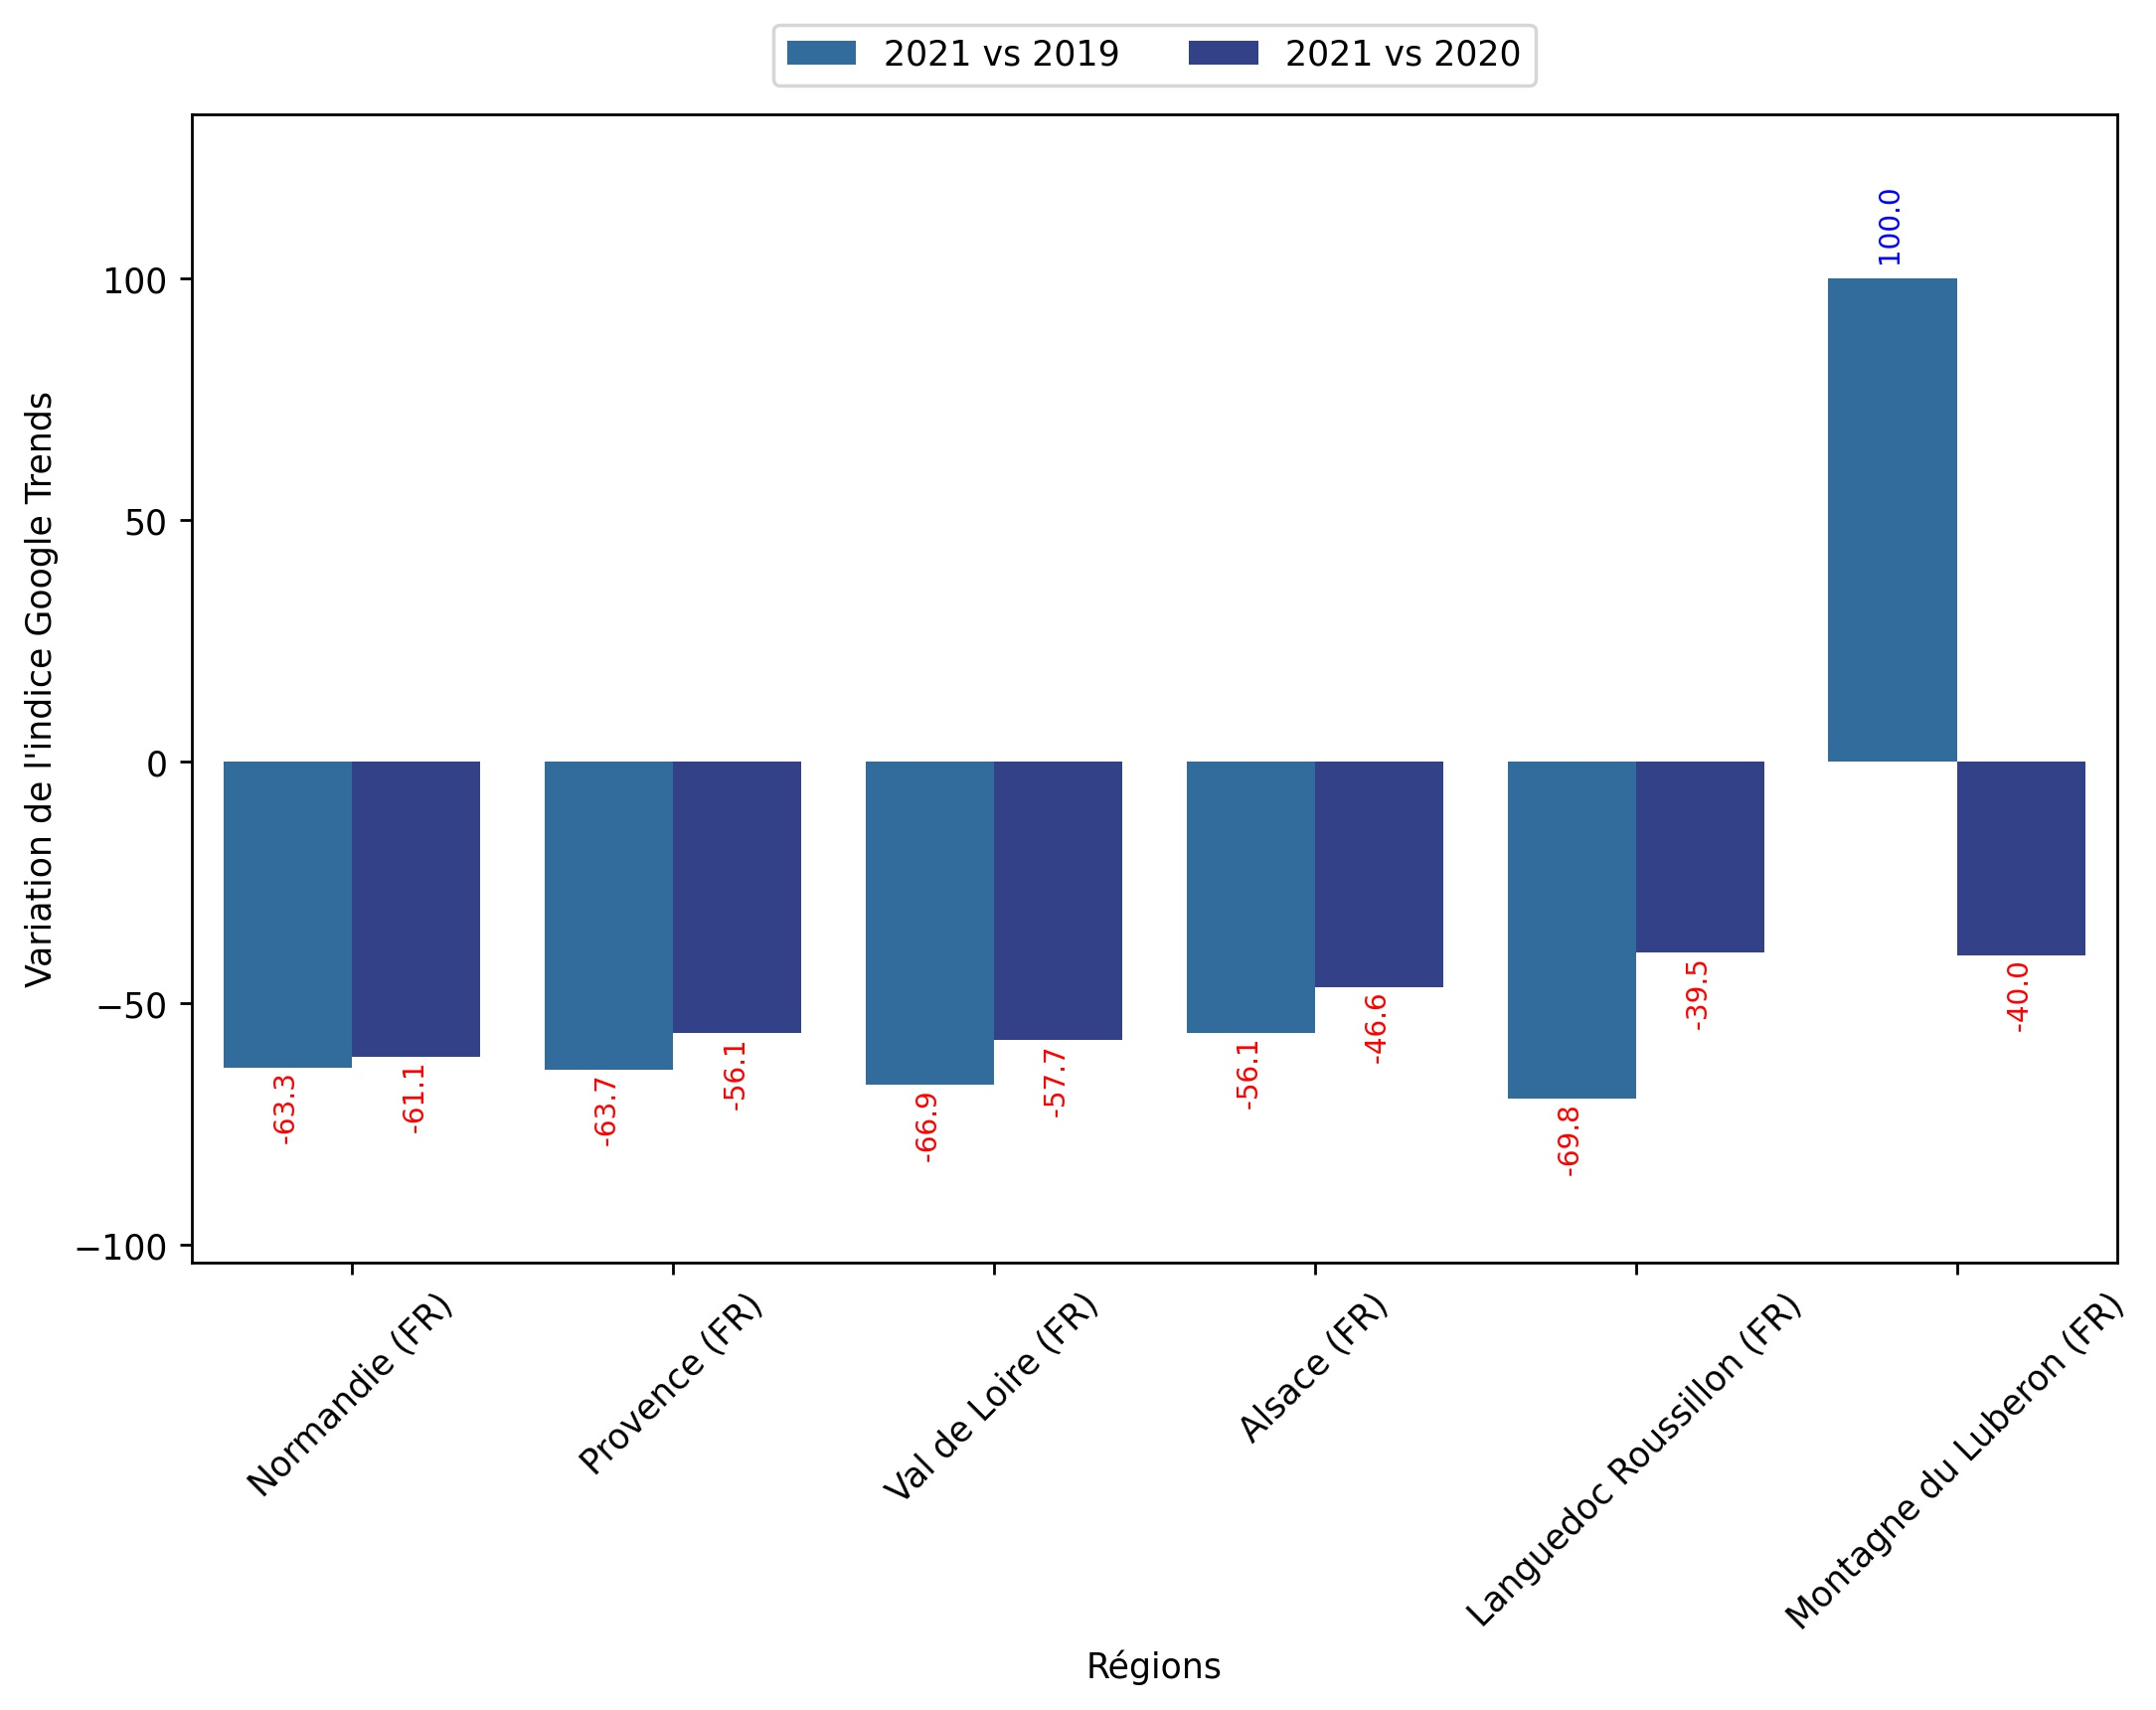 2021 vs 2019 2021 vs 2020
Variation de l'indice Google Trends
100
50
0
−50
−100
-63.3
-61.1
-63.7
-56.1
-66.9
-57.7
-56.1
-46.6
-69.8
-39.5
100.0
-40.0
Normandie (FR)
Provence (FR)
Val de Loire (FR)
Alsace (FR)
Languedoc Roussillon (FR)
Montagne du Luberon (FR)
Régions